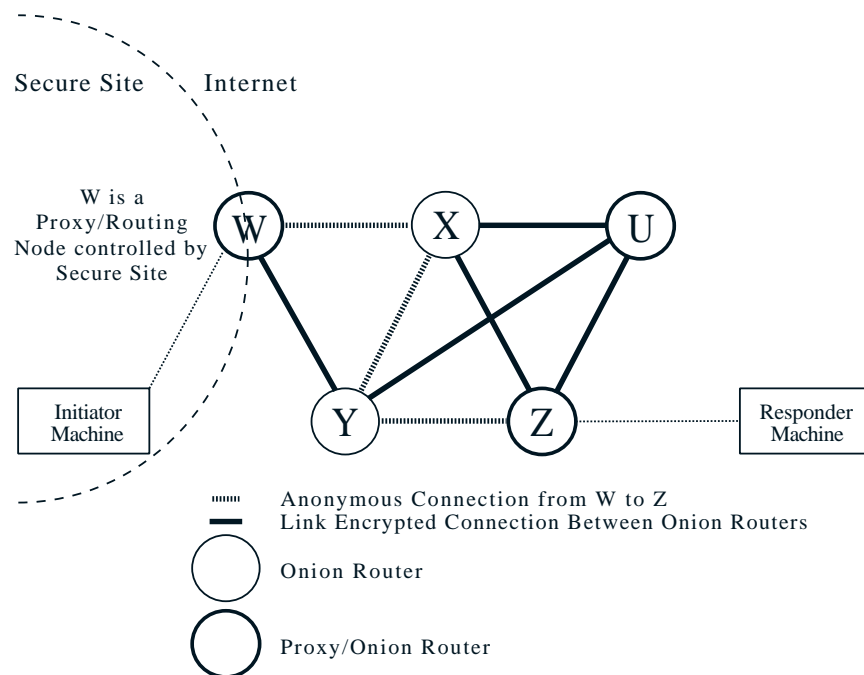 Secure Site
Internet
W is a
Proxy/Routing
Node controlled by
Secure Site
W
X
U
Y
Z
Initiator
Machine
Responder
Machine
Anonymous Connection from W to Z
Link Encrypted Connection Between Onion Routers
Onion Router
Proxy/Onion Router